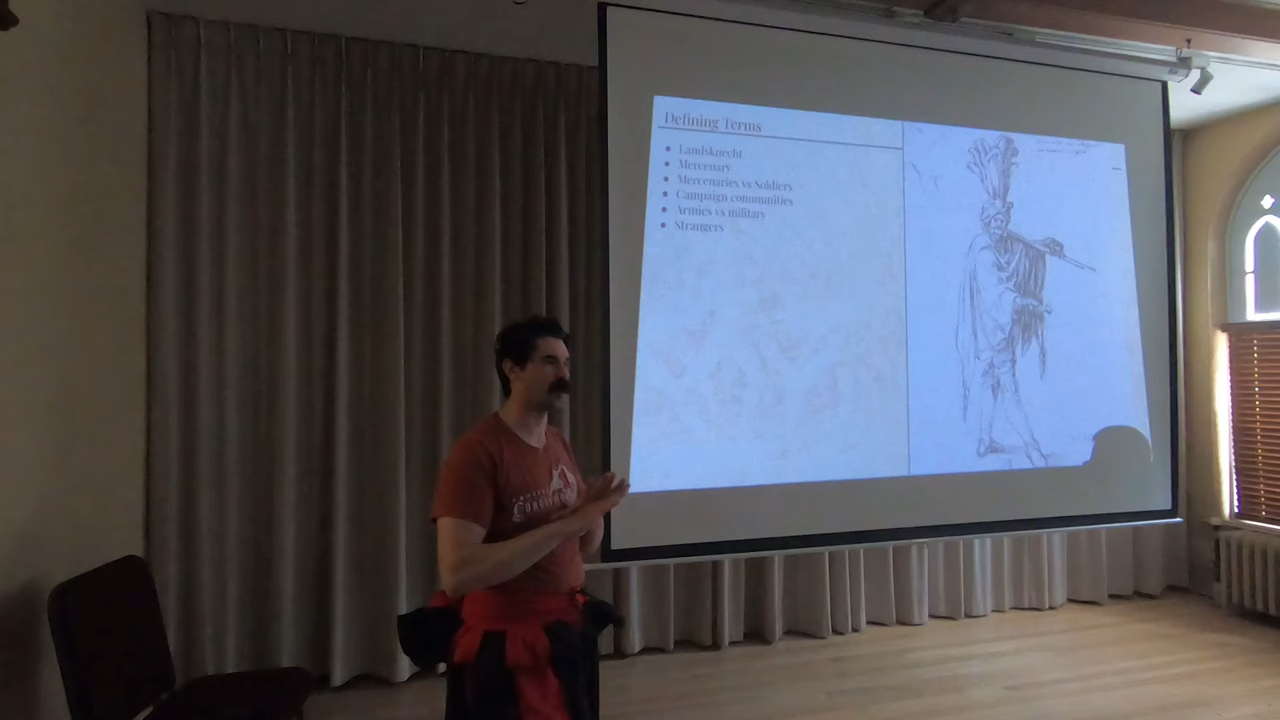 Defining Terms
Landsknecht
Mercenary
Mercenaries vs Soldiers
Campaign communities
Armies vs military
Strangers